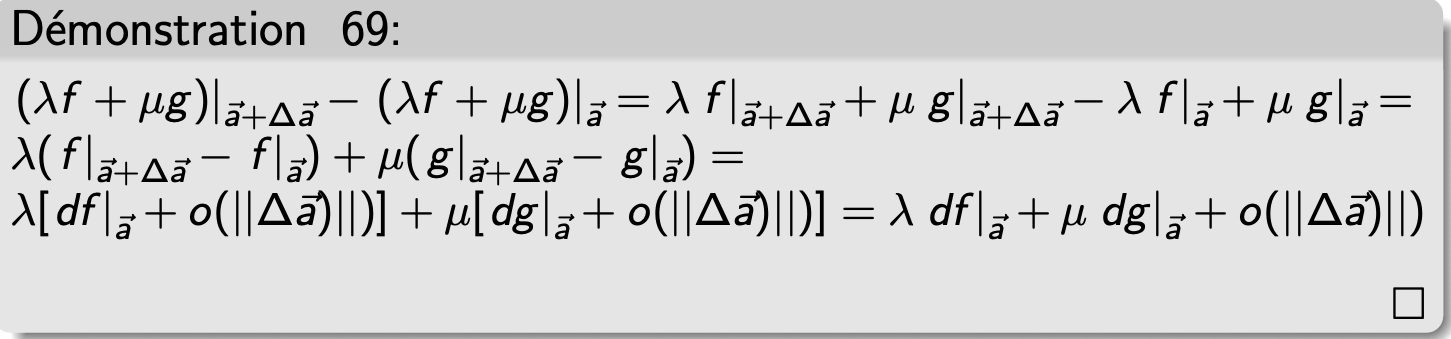 Démonstration 69:
(λf + μg)|_{a⃗+Δa⃗} − (λf + μg)|_{a⃗} = λ f|_{a⃗+Δa⃗} + μ g|_{a⃗+Δa⃗} − λ f|_{a⃗} + μ g|_{a⃗} =
λ(f|_{a⃗+Δa⃗} − f|_{a⃗}) + μ(g|_{a⃗+Δa⃗} − g|_{a⃗}) =
λ[df|_{a⃗} + o(||Δa⃗)||)] + μ[dg|_{a⃗} + o(||Δa⃗)||)] = λ df|_{a⃗} + μ dg|_{a⃗} + o(||Δa⃗)||)
□